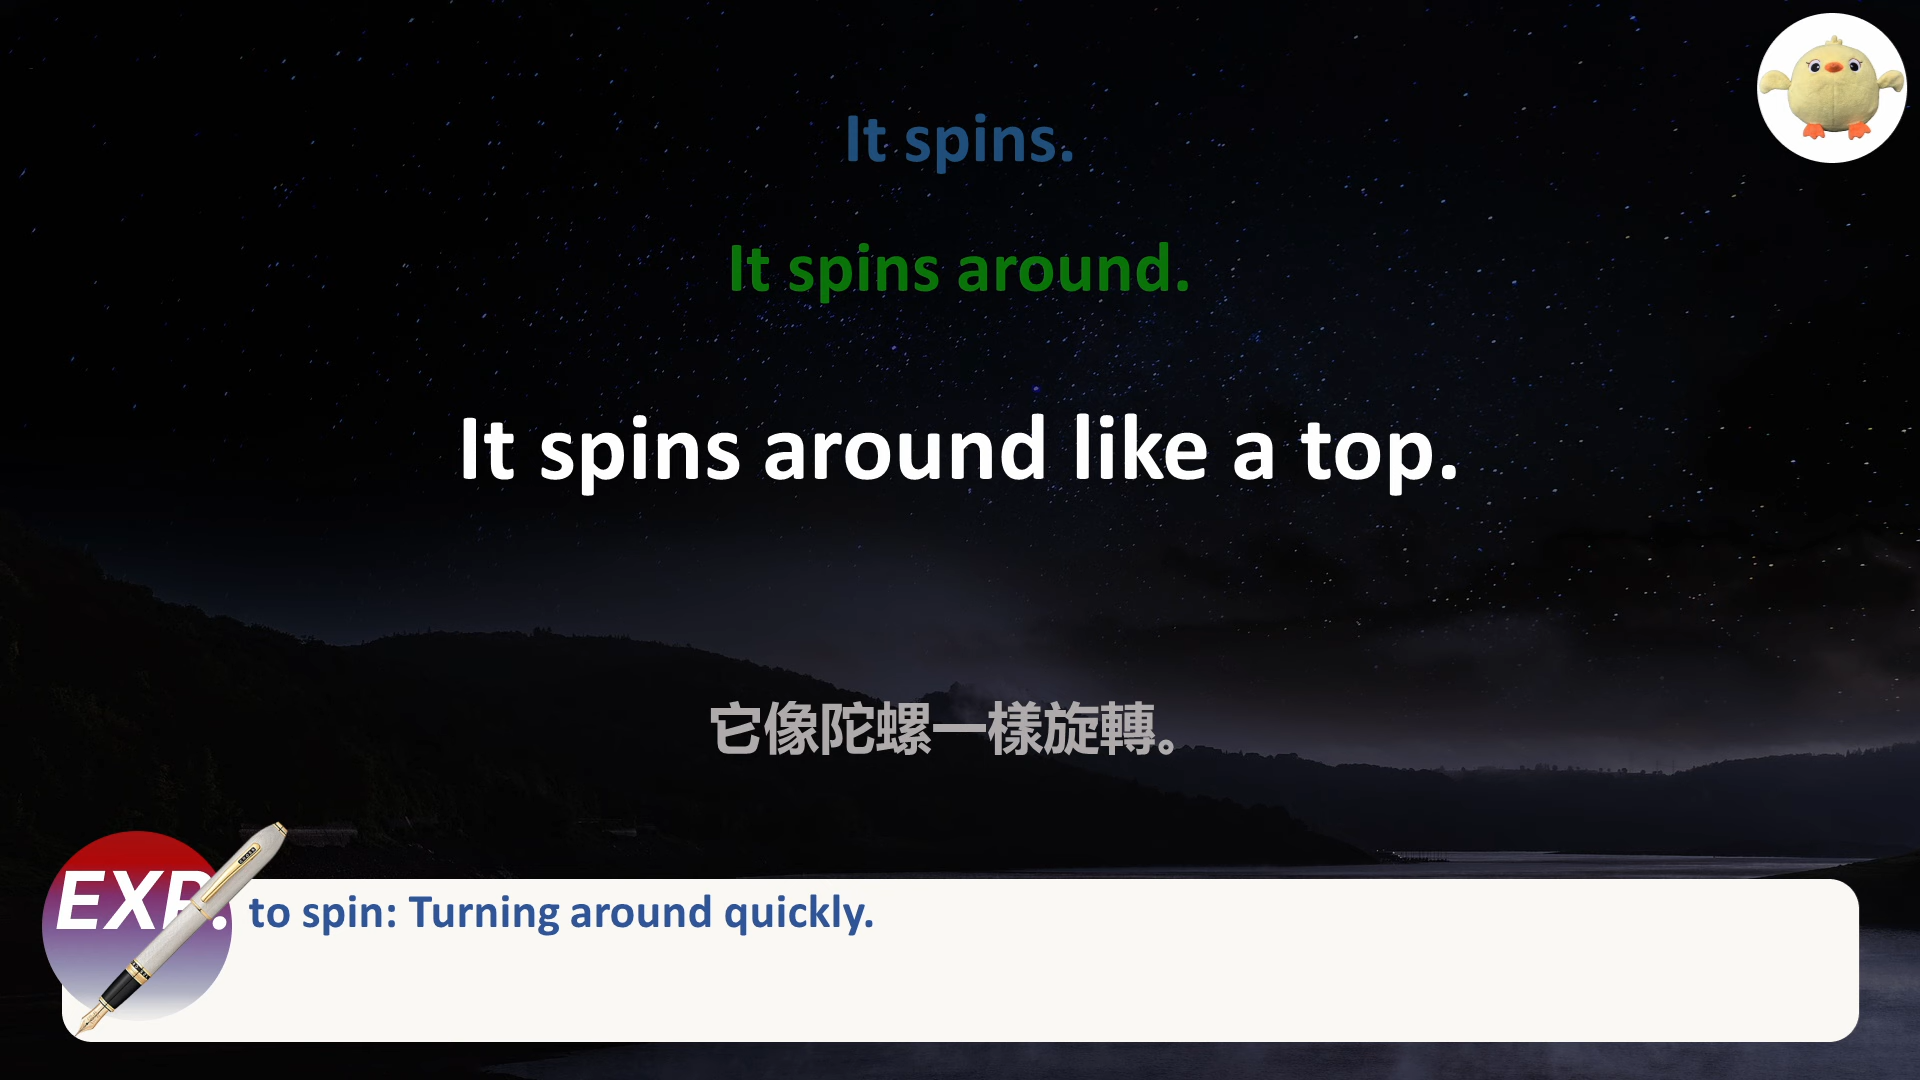 It spins.
It spins around.
It spins around like a top.
它像陀螺一樣旋轉。
EXP.
to spin: Turning around quickly.